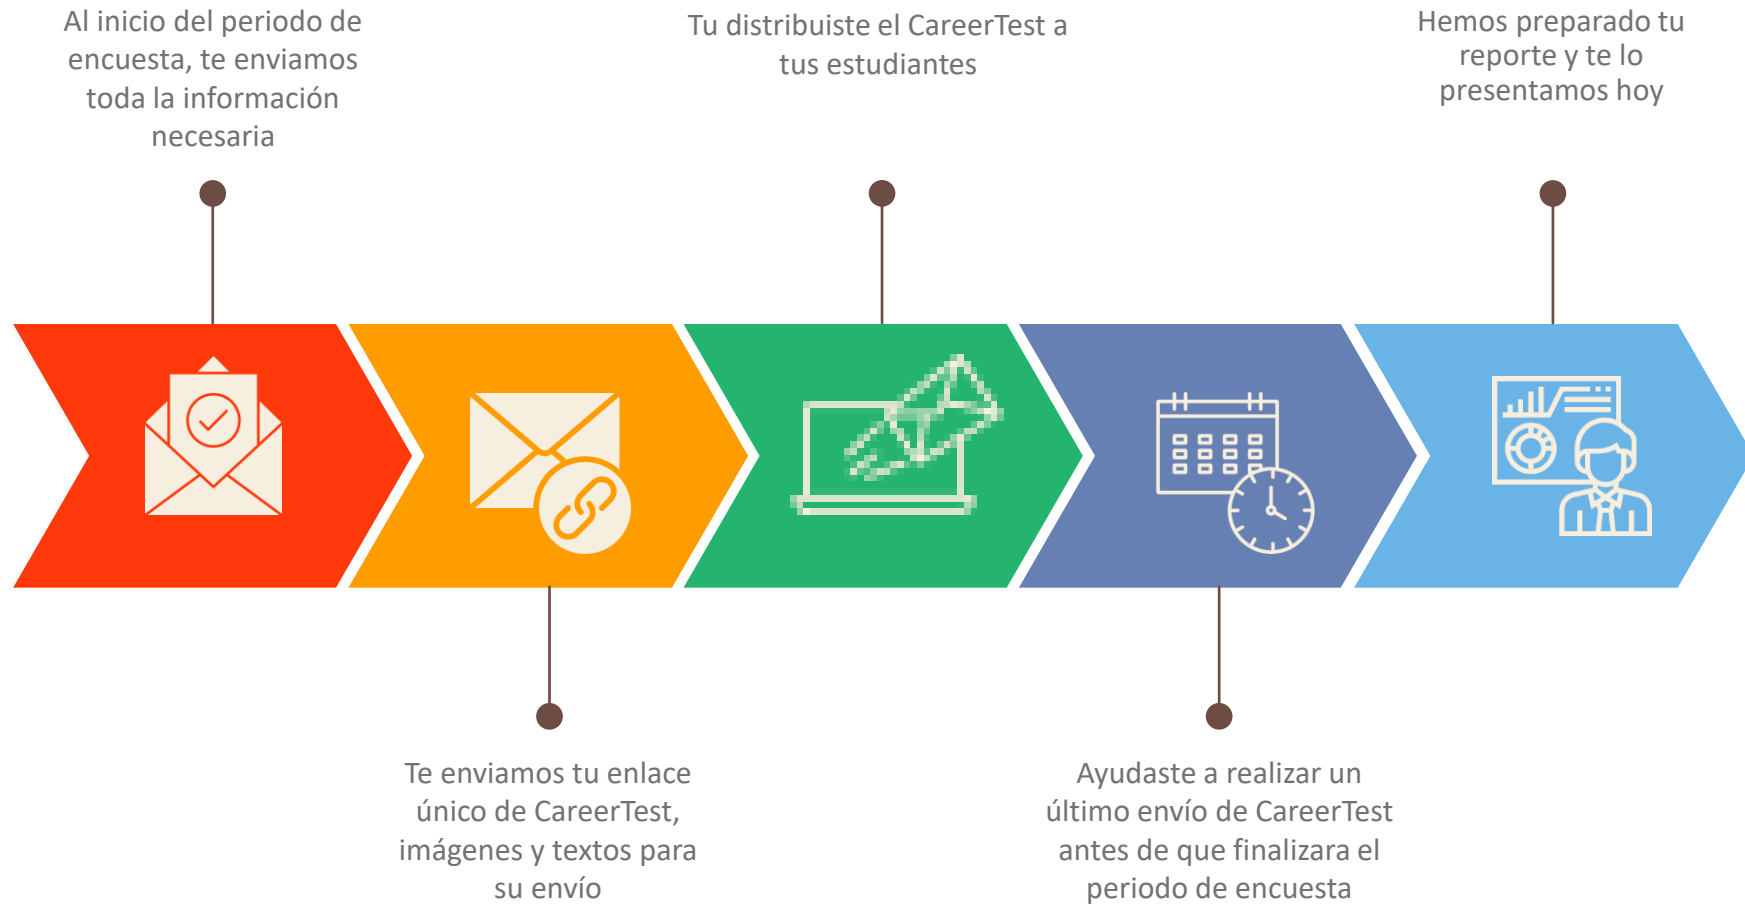 Al inicio del periodo de
encuesta, te enviamos
toda la información
necesaria
Te enviamos tu enlace
único de CareerTest,
imágenes y textos para
su envío
Tu distribuiste el CareerTest a
tus estudiantes
Ayudaste a realizar un
último envío de CareerTest
antes de que finalizara el
periodo de encuesta
Hemos preparado tu
reporte y te lo
presentamos hoy